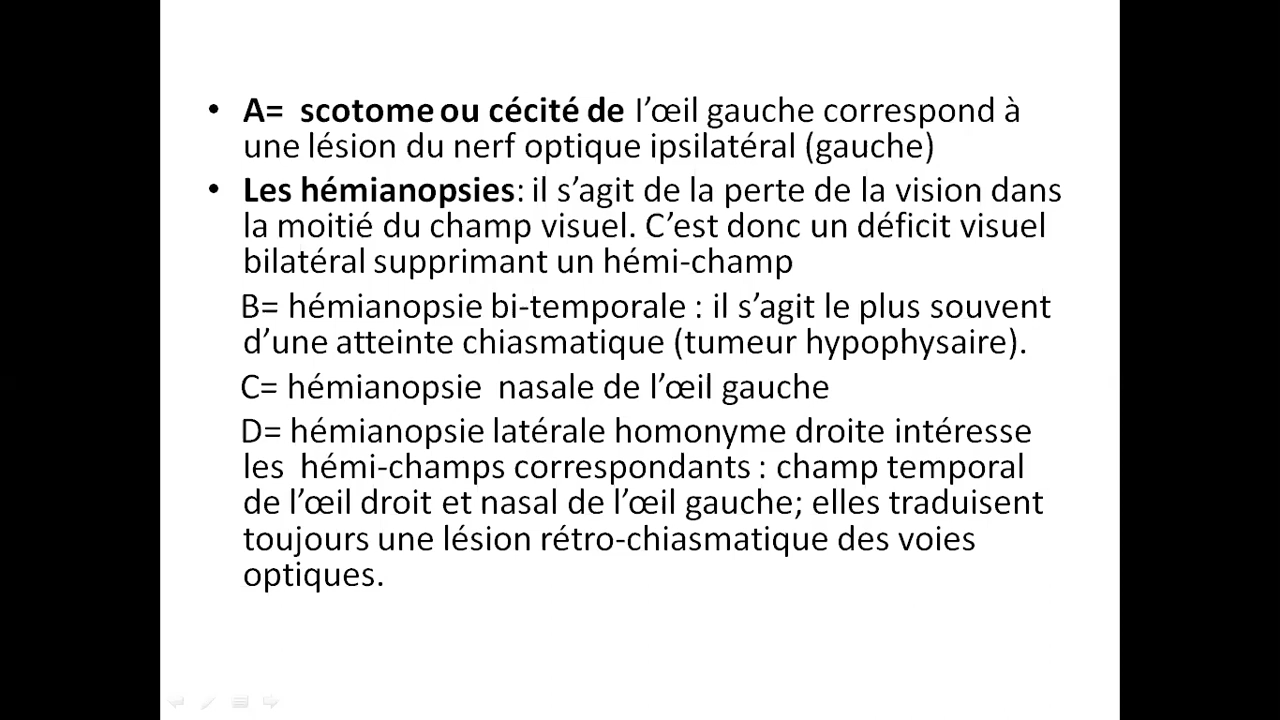 • A= scotome ou cécité de l’œil gauche correspond à
une lésion du nerf optique ipsilatéral (gauche)
• Les hémianopsies: il s’agit de la perte de la vision dans
la moitié du champ visuel. C’est donc un déficit visuel
bilatéral supprimant un hémi-champ
B= hémianopsie bi-temporale : il s’agit le plus souvent
d’une atteinte chiasmatique (tumeur hypophysaire).
C= hémianopsie nasale de l’œil gauche
D= hémianopsie latérale homonyme droite intéresse
les hémi-champs correspondants : champ temporal
de l’œil droit et nasal de l’œil gauche; elles traduisent
toujours une lésion rétro-chiasmatique des voies
optiques.